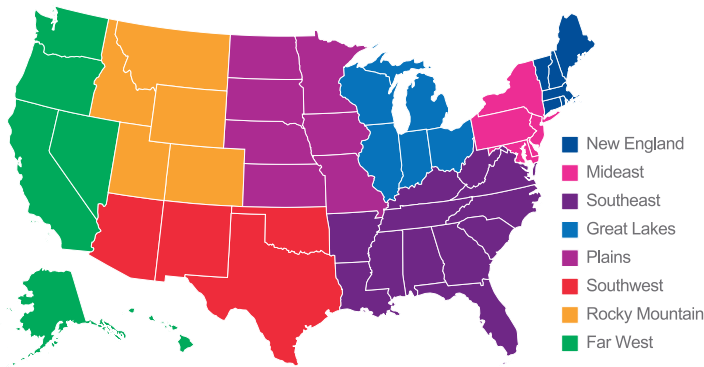 New England
Mideast
Southeast
Great Lakes
Plains
Southwest
Rocky Mountain
Far West